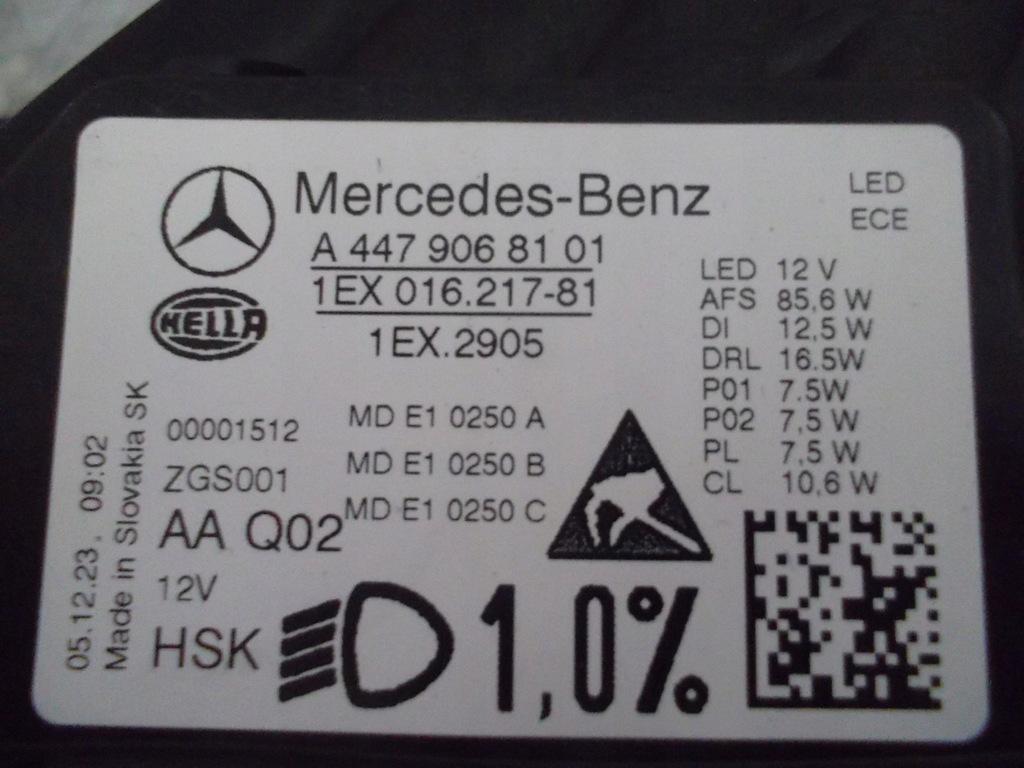 Mercedes-Benz
A 447 906 81 01
1EX 016.217-81
1EX.2905
HELLA
LED
ECE
LED 12 V
AFS 85,6 W
DI 12,5 W
DRL 16.5W
P01 7.5W
P02 7,5 W
PL 7,5 W
CL 10,6 W
00001512
ZGS001
AA Q02
12V
HSK
MD E1 0250 A
MD E1 0250 B
MD E1 0250 C
1,0%
05.12.23. 09:02
Made in Slovakia SK